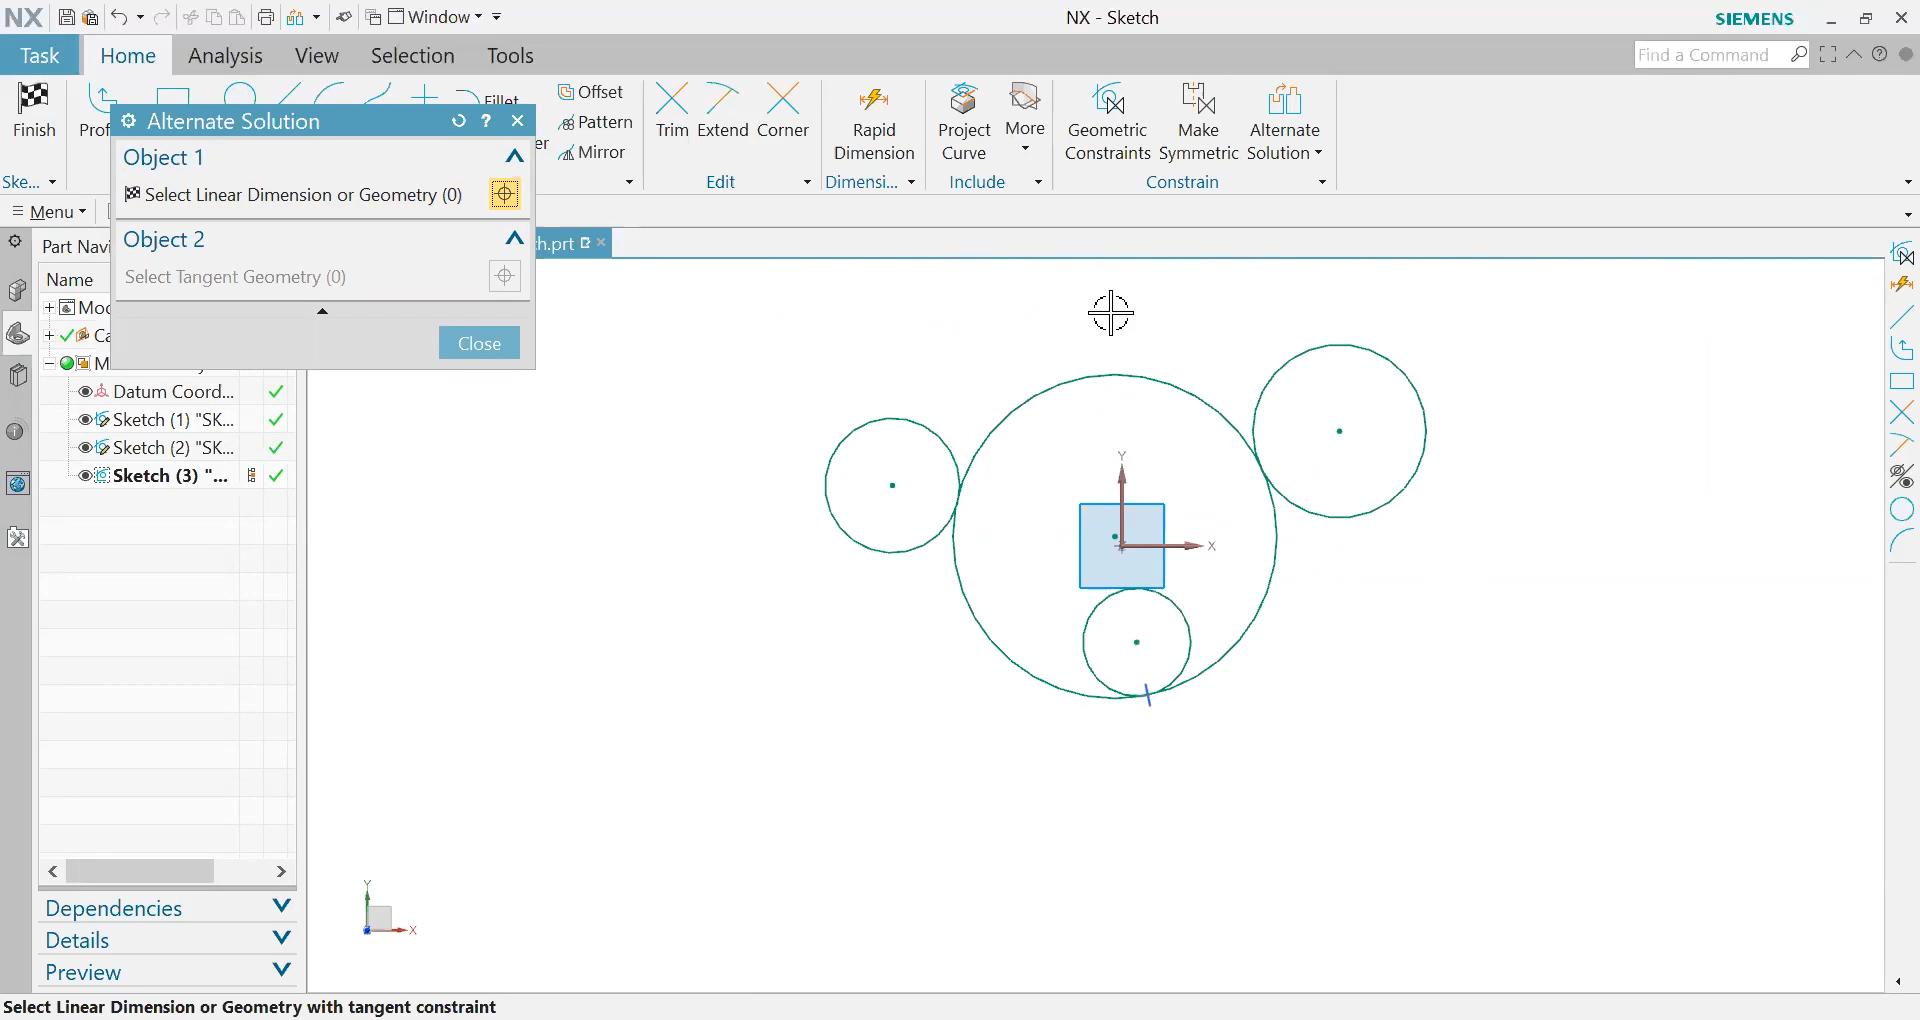 NX Window NX - Sketch SIEMENS
Task Home Analysis View Selection Tools Find a Command
Finish
Prof
Fillet
er
Offset
Pattern
Mirror
Trim Extend Corner
Rapid Dimension
Project Curve
More
Geometric Constraints
Make Symmetric
Alternate Solution
Ske...
Edit
Dimensi...
Include
Constrain
Menu
Alternate Solution
Object 1
Select Linear Dimension or Geometry (0)
Object 2
Select Tangent Geometry (0)
Close
h.prt
Part Navi
Name
Moc
Ca
M
Datum Coord...
Sketch (1) "SK...
Sketch (2) "SK...
Sketch (3) "...
Y
X
Y
X
Dependencies
Details
Preview
Select Linear Dimension or Geometry with tangent constraint